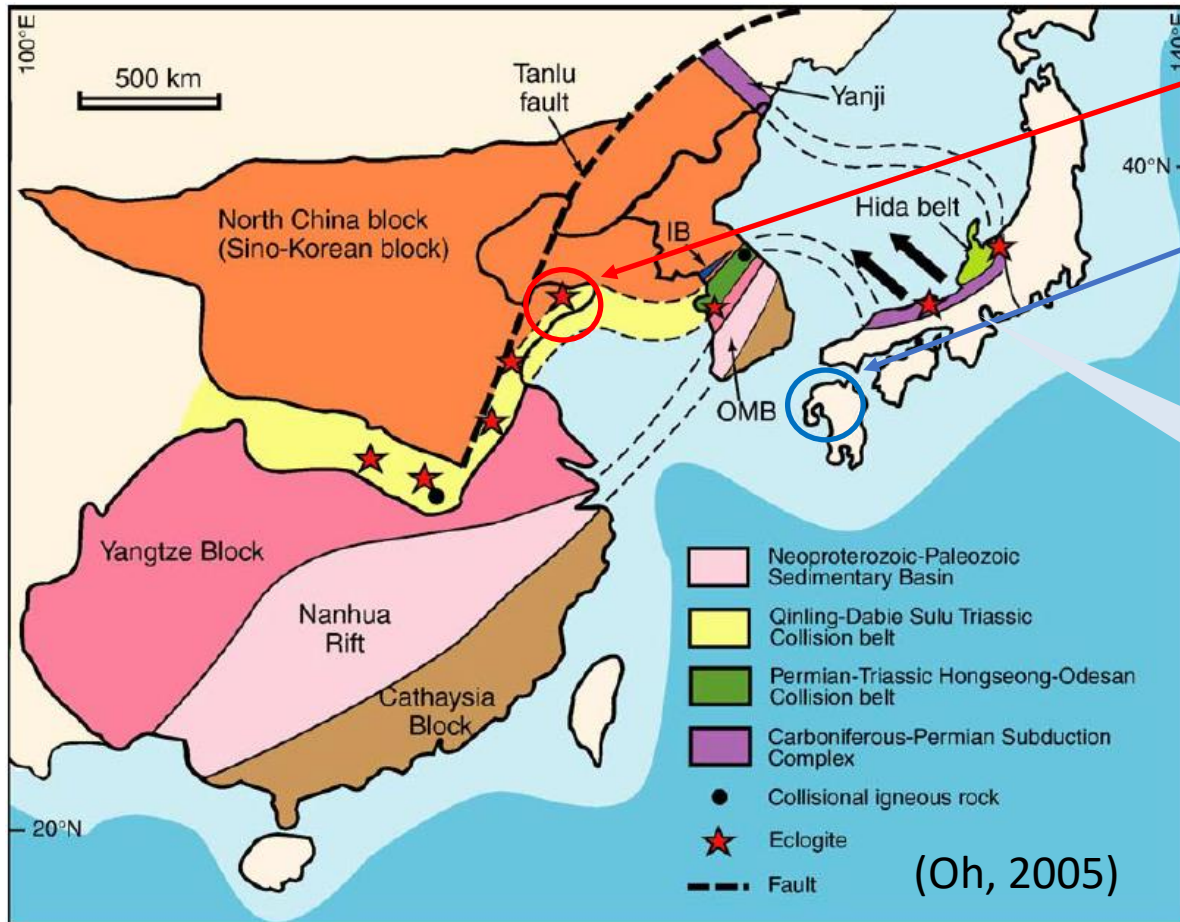 100°E
140°E
500 km
Tanlu
fault
Yanji
40°N
Hida belt
North China block
(Sino-Korean block)
IB
OMB
Yangtze Block
Nanhua
Rift
Cathaysia
Block
20°N
Neoproterozoic-Paleozoic
Sedimentary Basin
Qinling-Dabie Sulu Triassic
Collision belt
Permian-Triassic Hongseong-Odesan
Collision belt
Carboniferous-Permian Subduction
Complex
Collisional igneous rock
Eclogite
Fault
(Oh, 2005)